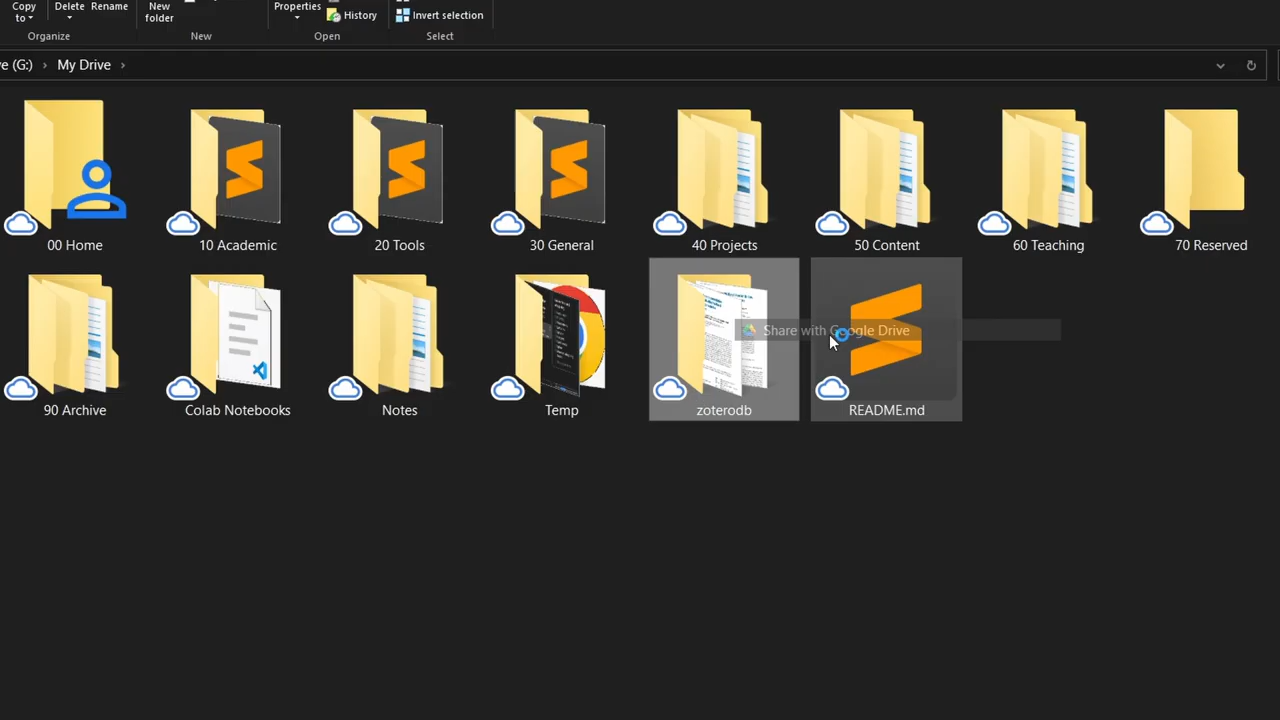 Copy
to
Delete
Rename
New
folder
Properties
History
Invert selection
Organize
New
Open
Select
e (G:) › My Drive ›
00 Home
10 Academic
20 Tools
30 General
40 Projects
50 Content
60 Teaching
70 Reserved
Share with Google Drive
90 Archive
Colab Notebooks
Notes
Temp
zoterodb
README.md